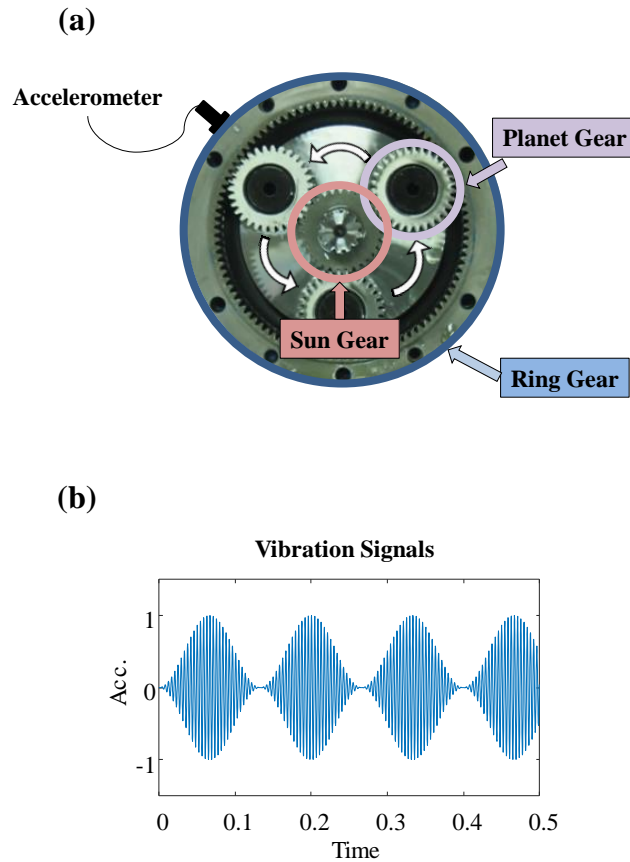 (a)
Accelerometer
Planet Gear
Sun Gear
Ring Gear
(b)
Vibration Signals
Acc.
1
0
-1
0
0.1
0.2
0.3
0.4
0.5
Time